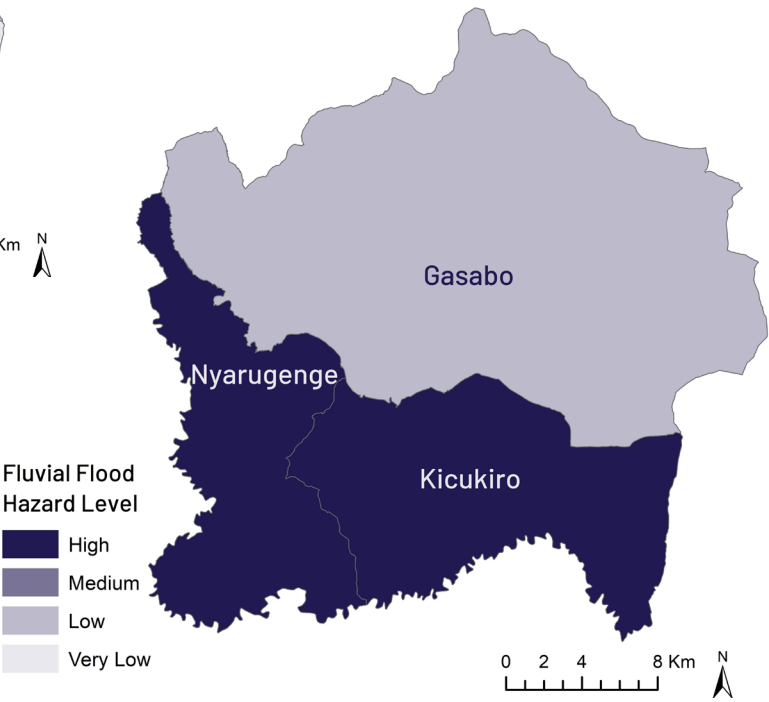 Km N
Gasabo
Nyarugenge
Kicukiro
Fluvial Flood
Hazard Level
High
Medium
Low
Very Low
0 2 4 8 Km N